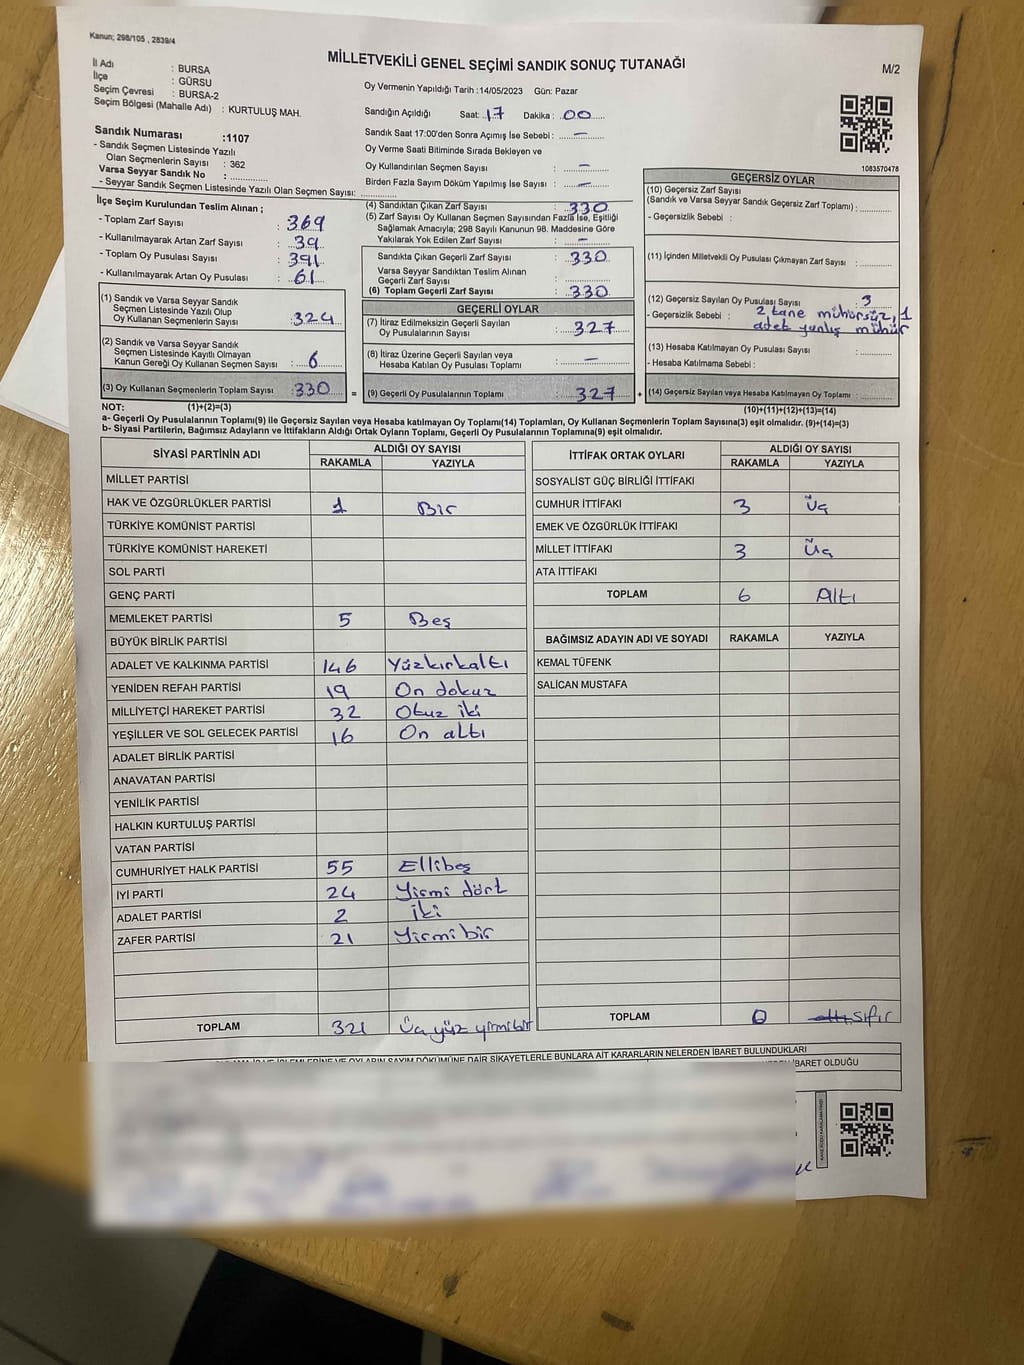 Kanun; 298/105 , 2839/4
MİLLETVEKİLİ GENEL SEÇİMİ SANDIK SONUÇ TUTANAĞI
M/2
İl Adı : BURSA
İlçe : GÜRSU
Seçim Çevresi : BURSA-2
Seçim Bölgesi (Mahalle Adı) : KURTULUŞ MAH.
Sandık Numarası :1107
- Sandık Seçmen Listesinde Yazılı
Olan Seçmenlerin Sayısı : 362
Varsa Seyyar Sandık No :
- Seyyar Sandık Seçmen Listesinde Yazılı Olan Seçmen Sayısı:
Oy Vermenin Yapıldığı Tarih :14/05/2023 Gün: Pazar
Sandığın Açıldığı Saat: 17 Dakika : 00
Sandık Saat 17:00'den Sonra Açımış İse Sebebi : —
Oy Verme Saati Bitiminde Sırada Bekleyen ve
Oy Kullandırılan Seçmen Sayısı : —
Birden Fazla Sayım Döküm Yapılmış İse Sayısı : —
1083570478
İlçe Seçim Kurulundan Teslim Alınan ;
- Toplam Zarf Sayısı : 369
- Kullanılmayarak Artan Zarf Sayısı : 39
- Toplam Oy Pusulası Sayısı : 391
- Kullanılmayarak Artan Oy Pusulası : 61
(1) Sandık ve Varsa Seyyar Sandık
Seçmen Listesinde Yazılı Olup
Oy Kullanan Seçmenlerin Sayısı : 324
(2) Sandık ve Varsa Seyyar Sandık
Seçmen Listesinde Kayıtlı Olmayan
Kanun Gereği Oy Kullanan Seçmen Sayısı : 6
(3) Oy Kullanan Seçmenlerin Toplam Sayısı : 330
(4) Sandıktan Çıkan Zarf Sayısı : 330
(5) Zarf Sayısı Oy Kullanan Seçmen Sayısından Fazla İse, Eşitliği
Sağlamak Amacıyla; 298 Sayılı Kanunun 98. Maddesine Göre
Yakılarak Yok Edilen Zarf Sayısı : —
Sandıkta Çıkan Geçerli Zarf Sayısı : 330
Varsa Seyyar Sandıktan Teslim Alınan
Geçerli Zarf Sayısı :
(6) Toplam Geçerli Zarf Sayısı : 330
GEÇERLİ OYLAR
(7) İtiraz Edilmeksizin Geçerli Sayılan
Oy Pusulalarının Sayısı : 327
(8) İtiraz Üzerine Geçerli Sayılan veya
Hesaba Katılan Oy Pusulası Sayısı : —
= (9) Geçerli Oy Pusulalarının Toplamı : 327 +
GEÇERSİZ OYLAR
(10) Geçersiz Zarf Sayısı
(Sandık ve Varsa Seyyar Sandık Geçersiz Zarf Toplamı) :
- Geçersizlik Sebebi :
(11) İçinden Milletvekili Oy Pusulası Çıkmayan Zarf Sayısı :
(12) Geçersiz Sayılan Oy Pusulası Sayısı : 3
- Geçersizlik Sebebi : 2 tane mühürsüz, 1
adet yanlış mühür
(13) Hesaba Katılmayan Oy Pusulası Sayısı :
- Hesaba Katılmama Sebebi :
(14) Geçersiz Sayılan veya Hesaba Katılmayan Oy Toplamı :
NOT: (1)+(2)=(3)
(10)+(11)+(12)+(13)=(14)
a- Geçerli Oy Pusulaların Toplamı(9) ile Geçersiz Sayılan veya Hesaba katılmayan Oy Toplamı(14) Toplamları, Oy Kullanan Seçmenlerin Toplam Sayısına(3) eşit olmalıdır. (9)+(14)=(3)
b- Siyasi Partilerin, Bağımsız Adayların ve İttifakların Aldığı Ortak Oyların Toplamı, Geçerli Oy Pusulalarının Toplamına(9) eşit olmalıdır.
SİYASİ PARTİNİN ADI ALDIĞI OY SAYISI
RAKAMLA YAZIYLA
MİLLET PARTİSİ
HAK VE ÖZGÜRLÜKLER PARTİSİ 1 Bir
TÜRKİYE KOMÜNİST PARTİSİ
TÜRKİYE KOMÜNİST HAREKETİ
SOL PARTİ
GENÇ PARTİ
MEMLEKET PARTİSİ 5 Beş
BÜYÜK BİRLİK PARTİSİ
ADALET VE KALKINMA PARTİSİ 146 Yüzkırkaltı
YENİDEN REFAH PARTİSİ 19 On dokuz
MİLLİYETÇİ HAREKET PARTİSİ 32 Otuz iki
YEŞİLLER VE SOL GELECEK PARTİSİ 16 On altı
ADALET BİRLİK PARTİSİ
ANAVATAN PARTİSİ
YENİLİK PARTİSİ
HALKIN KURTULUŞ PARTİSİ
VATAN PARTİSİ
CUMHURİYET HALK PARTİSİ 55 Ellibeş
İYİ PARTİ 24 Yirmi dört
ADALET PARTİSİ 2 iki
ZAFER PARTİSİ 21 Yirmibir
TOPLAM 321 Üç yüz yirmibir
İTTİFAK ORTAK OYLARI ALDIĞI OY SAYISI
RAKAMLA YAZIYLA
SOSYALIST GÜÇ BİRLİĞİ İTTİFAKI
CUMHUR İTTİFAKI 3 Üç
EMEK VE ÖZGÜRLÜK İTTİFAKI
MİLLET İTTİFAKI 3 Üç
ATA İTTİFAKI
TOPLAM 6 Altı
BAĞIMSIZ ADAYIN ADI VE SOYADI RAKAMLA YAZIYLA
KEMAL TÜFENK
SALİCAN MUSTAFA
TOPLAM 0 sıfır
İŞLEMLERİNE VE OYLARIN SAYIM DÖKÜMÜNE DAİR ŞİKAYETLERLE BUNLARA AİT KARARLARIN NELERDEN İBARET BULUNDUKLARI
İBARET OLDUĞU